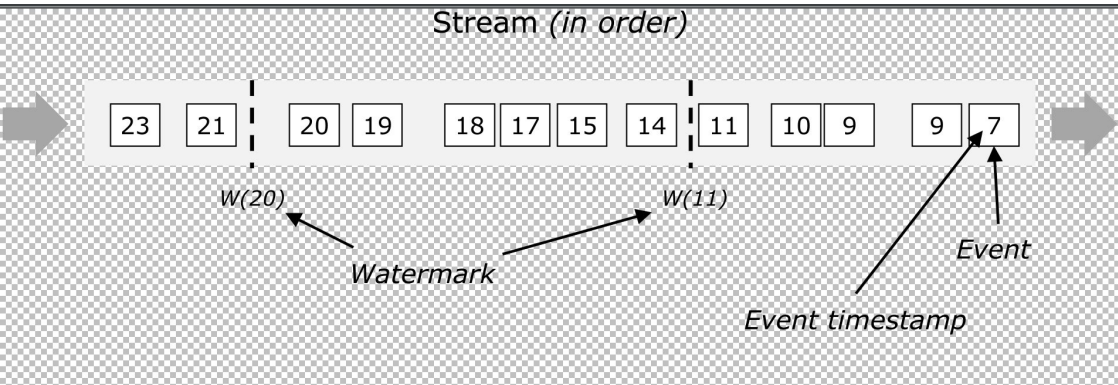 Stream (in order)
23 21 20 19 18 17 15 14 11 10 9 9 7
W(20) W(11)
Event
Watermark
Event timestamp